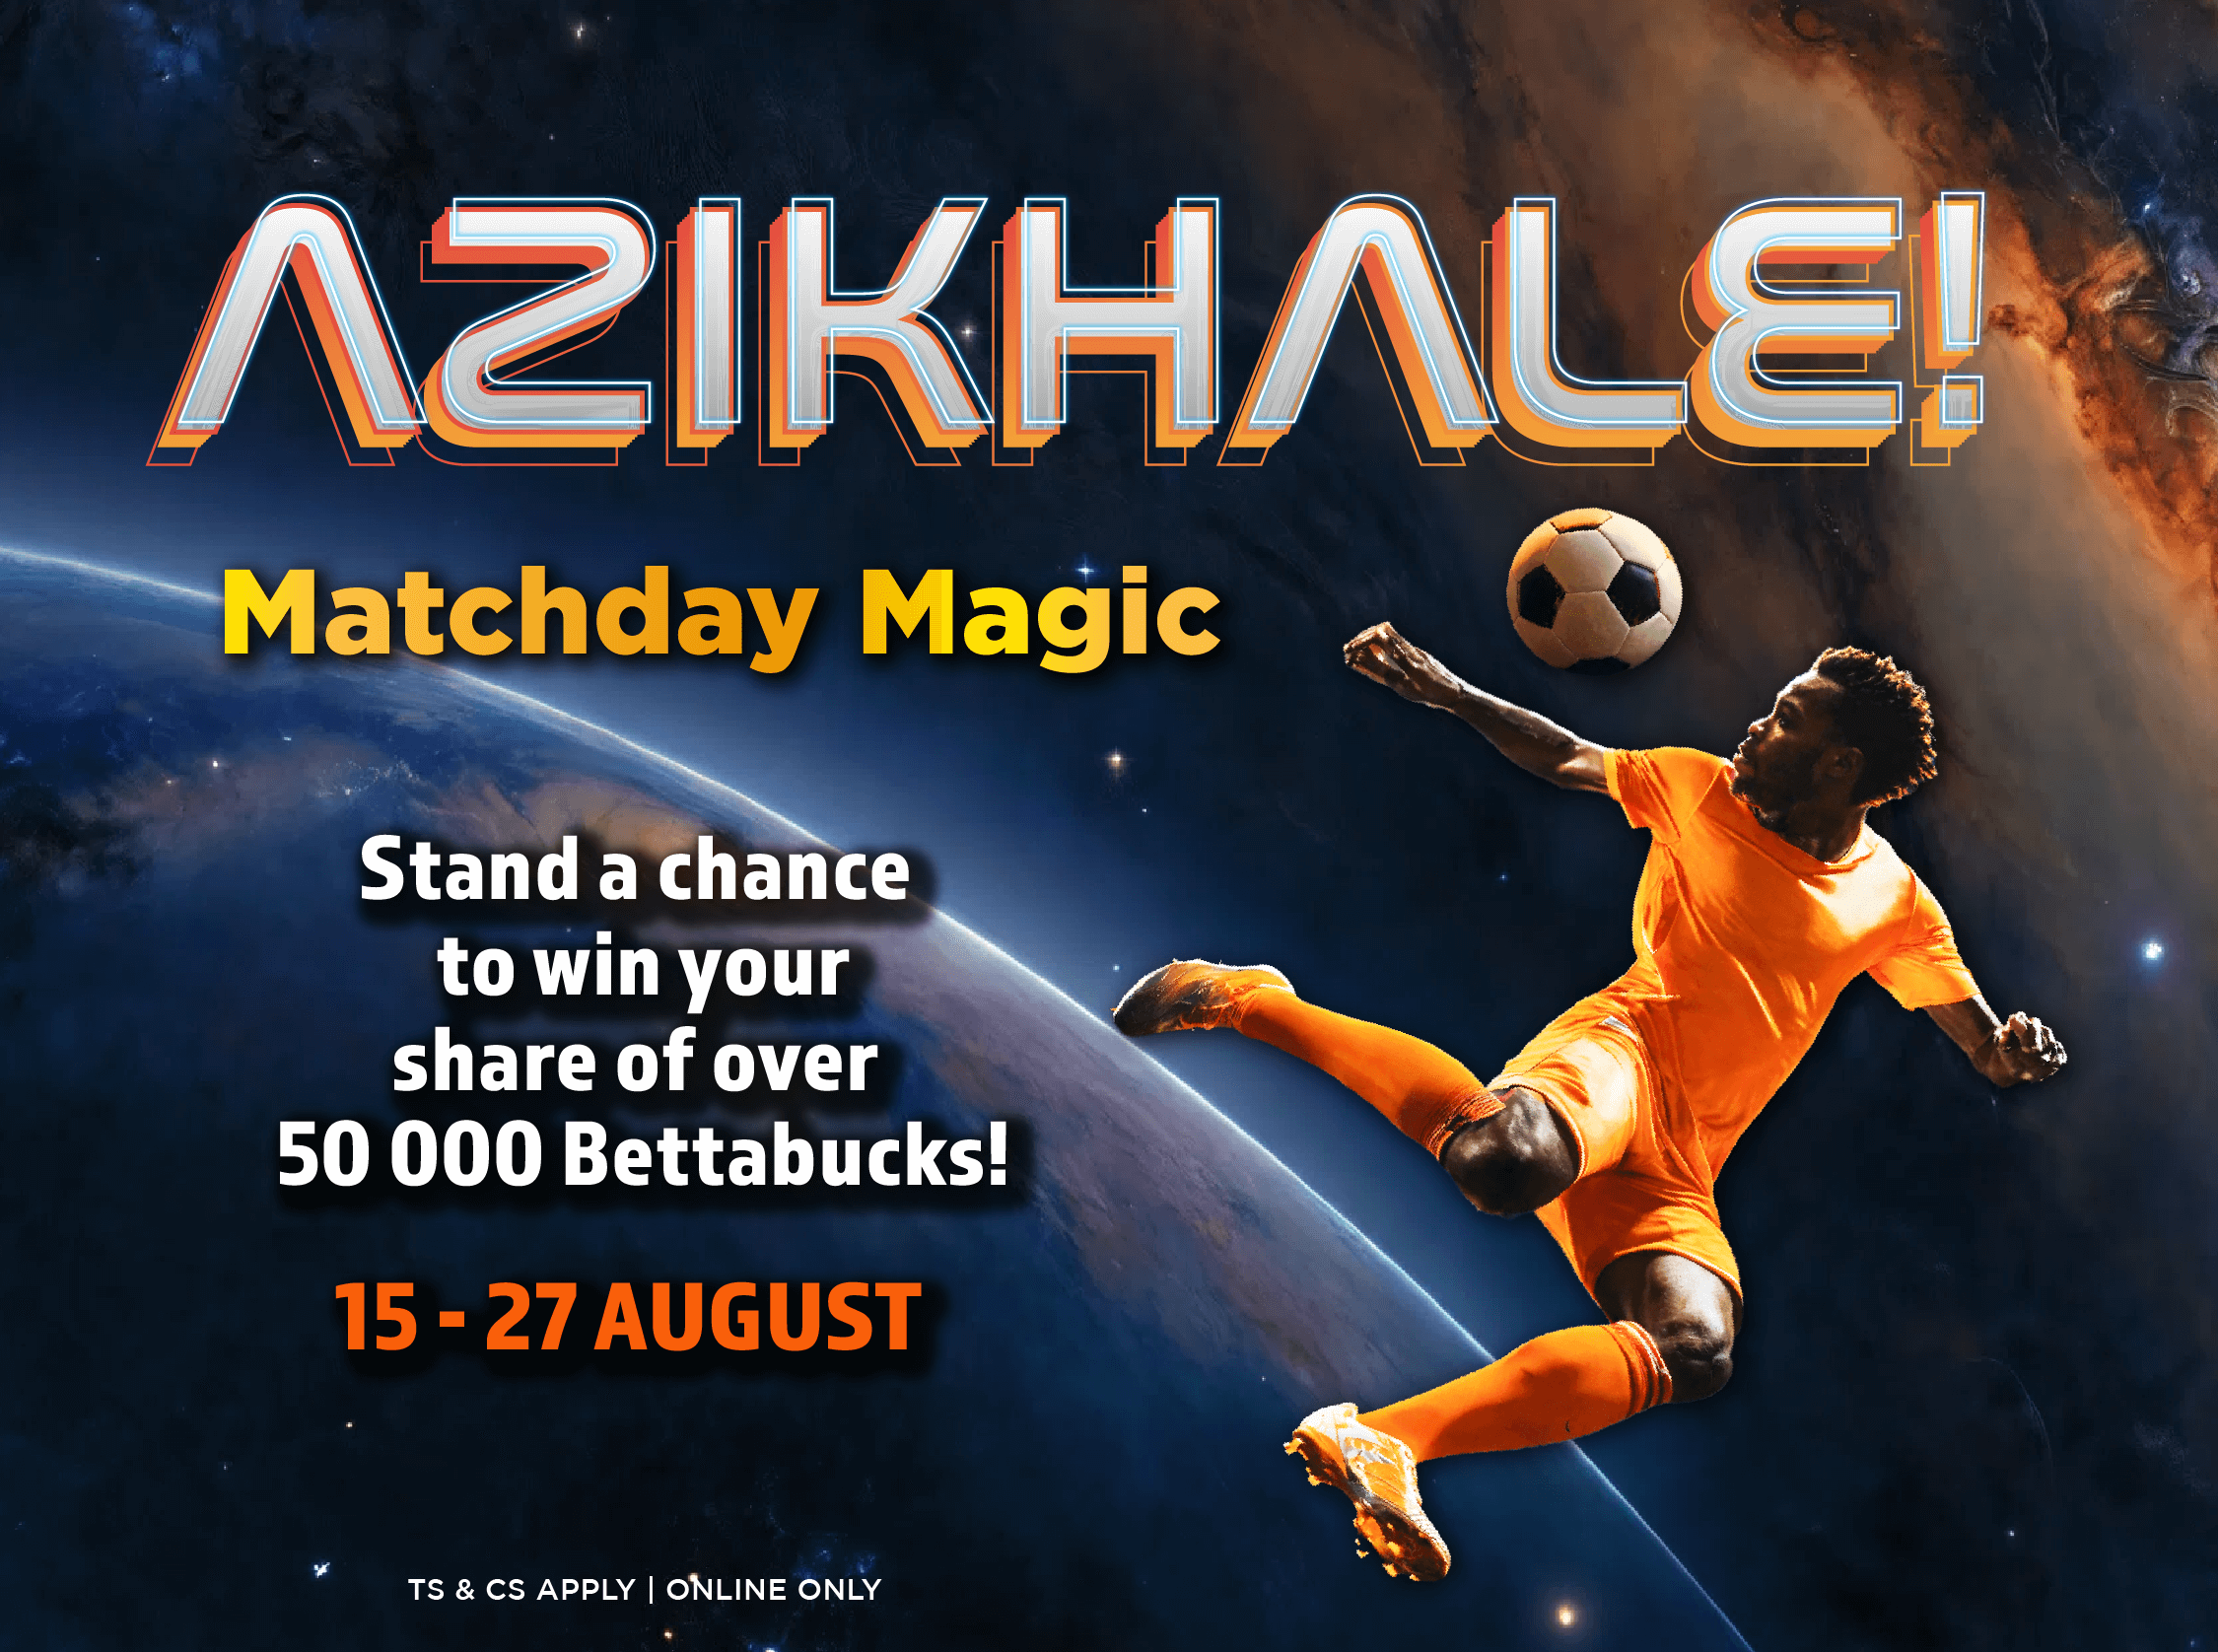 AZIKHALE!
Matchday Magic
Stand a chance
to win your
share of over
50 000 Bettabucks!
15 - 27 AUGUST
TS & CS APPLY | ONLINE ONLY